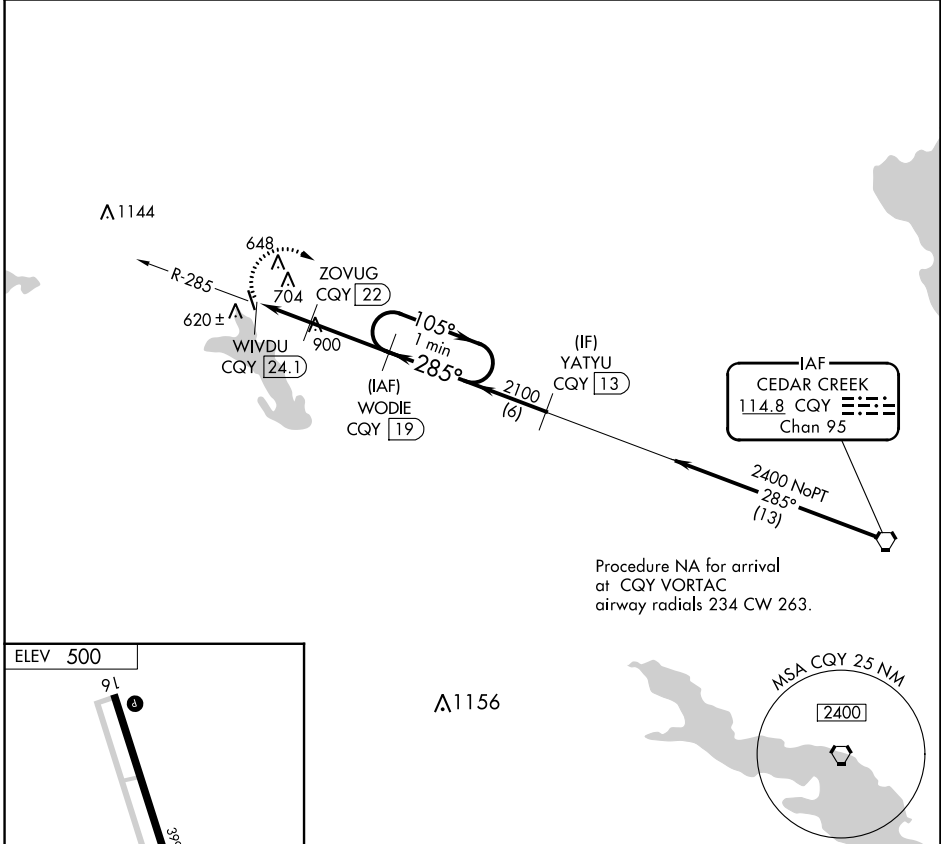 1144
R-285
648
704
620 ±
ZOVUG
CQY 22
900
WIVDU
CQY 24.1
105°
1 min
285°
(IAF)
WODIE
CQY 19
2100
(6)
(IF)
YATYU
CQY 13
IAF
CEDAR CREEK
114.8 CQY
Chan 95
2400 NoPT
285°
(13)
Procedure NA for arrival
at CQY VORTAC
airway radials 234 CW 263.
ELEV 500
16
P
1156
MSA CQY 25 NM
2400